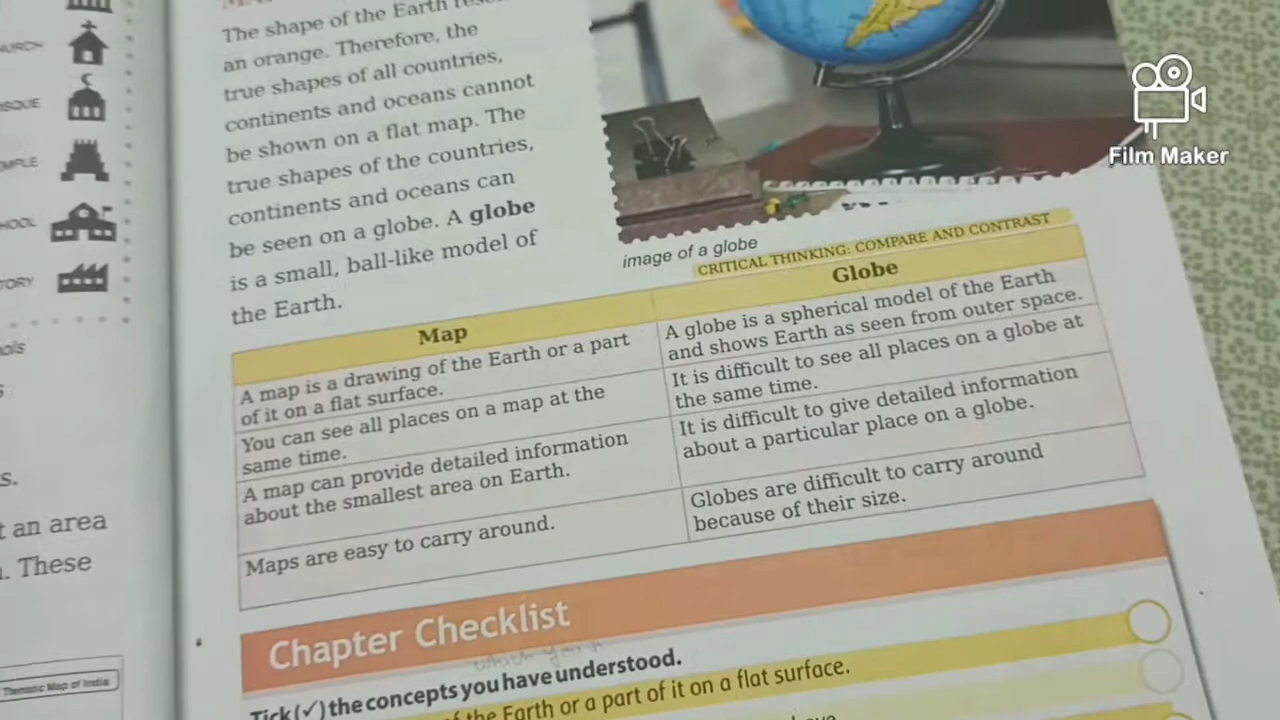 The shape of the Earth
an orange. Therefore, the
true shapes of all countries,
continents and oceans cannot
be shown on a flat map. The
true shapes of the countries,
continents and oceans can
be seen on a globe. A globe
is a small, ball-like model of
the Earth.
image of a globe
CRITICAL THINKING: COMPARE AND CONTRAST
Map
Globe
A map is a drawing of the Earth or a part
of it on a flat surface.
A globe is a spherical model of the Earth
and shows Earth as seen from outer space.
You can see all places on a map at the
same time.
It is difficult to see all places on a globe at
the same time.
A map can provide detailed information
about the smallest area on Earth.
It is difficult to give detailed information
about a particular place on a globe.
Maps are easy to carry around.
Globes are difficult to carry around
because of their size.
Chapter Checklist
Tick (✓) the concepts you have understood.
the Earth or a part of it on a flat surface.
an area
These
Thematic Map of India
Film Maker